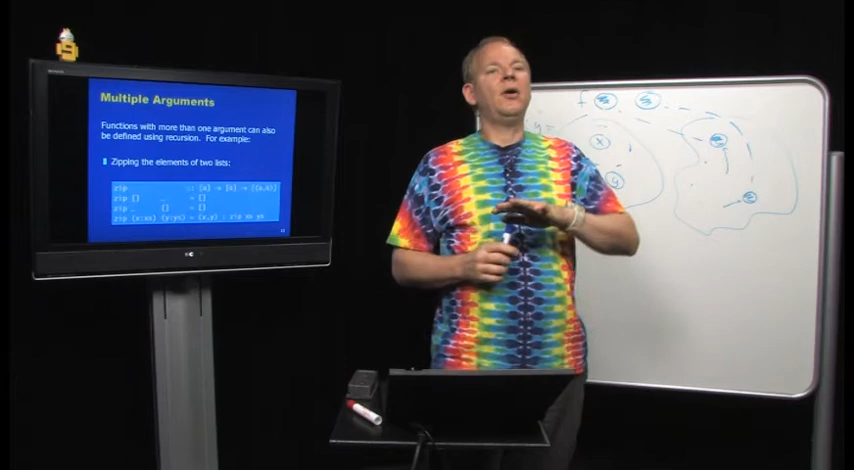 Multiple Arguments
Functions with more than one argument can also
be defined using recursion. For example:
Zipping the elements of two lists:
zip :: [a] → [b] → [(a,b)]
zip [] _ = []
zip _ [] = []
zip (x:xs) (y:ys) = (x,y) : zip xs ys
9
f
x
y